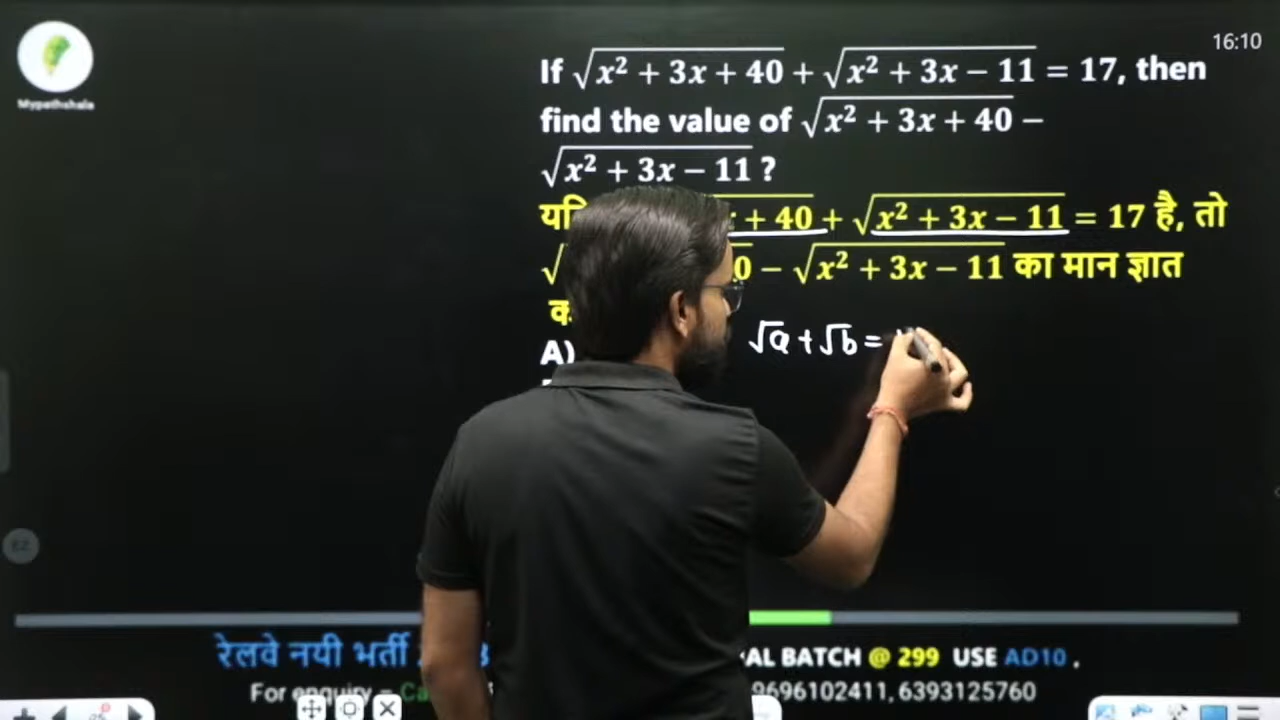 16:10
Mypathshala
If √x² + 3x + 40 + √x² + 3x − 11 = 17, then
find the value of √x² + 3x + 40 −
√x² + 3x − 11 ?
+ 40 + √x² + 3x − 11 = 17 है, तो
0 − √x² + 3x − 11 का मान ज्ञात
A)
√a + √b =
रेलवे नयी भर्ती AL BATCH @ 299 USE AD10 ,
For enquiry – Ca 9696102411, 6393125760